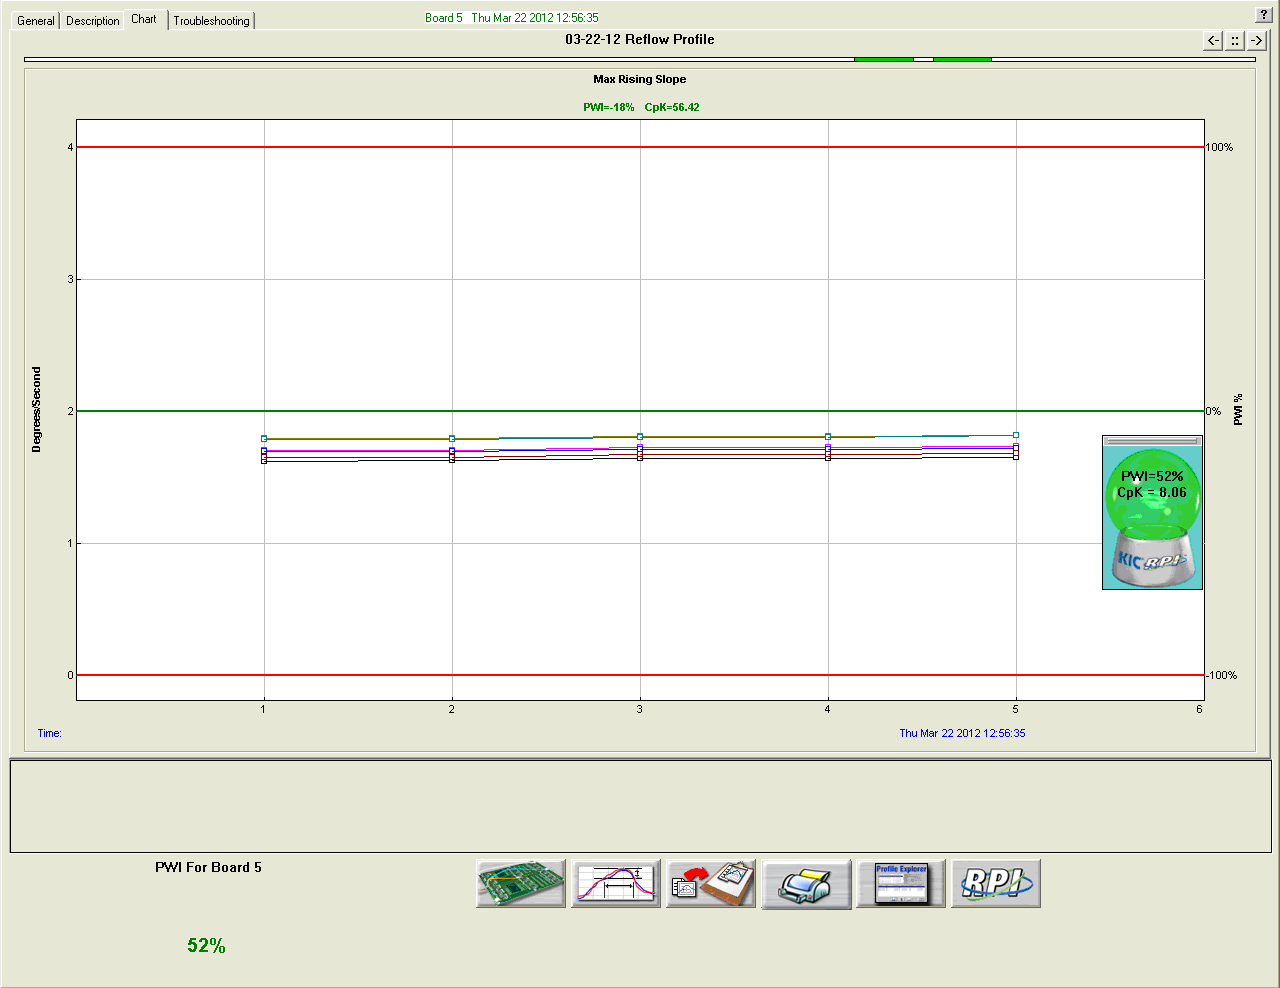 General Description Chart Troubleshooting
Board 5 Thu Mar 22 2012 12:56:35
?
03-22-12 Reflow Profile
<- :: ->
Max Rising Slope
PWI=-18% CpK=56.42
4
3
2
1
0
Degrees/Second
100%
0%
-100%
PWI %
PWI=52%
CpK = 8.06
KIC RPI
1 2 3 4 5 6
Time:
Thu Mar 22 2012 12:56:35
PWI For Board 5
52%
Profile Explorer
RPI